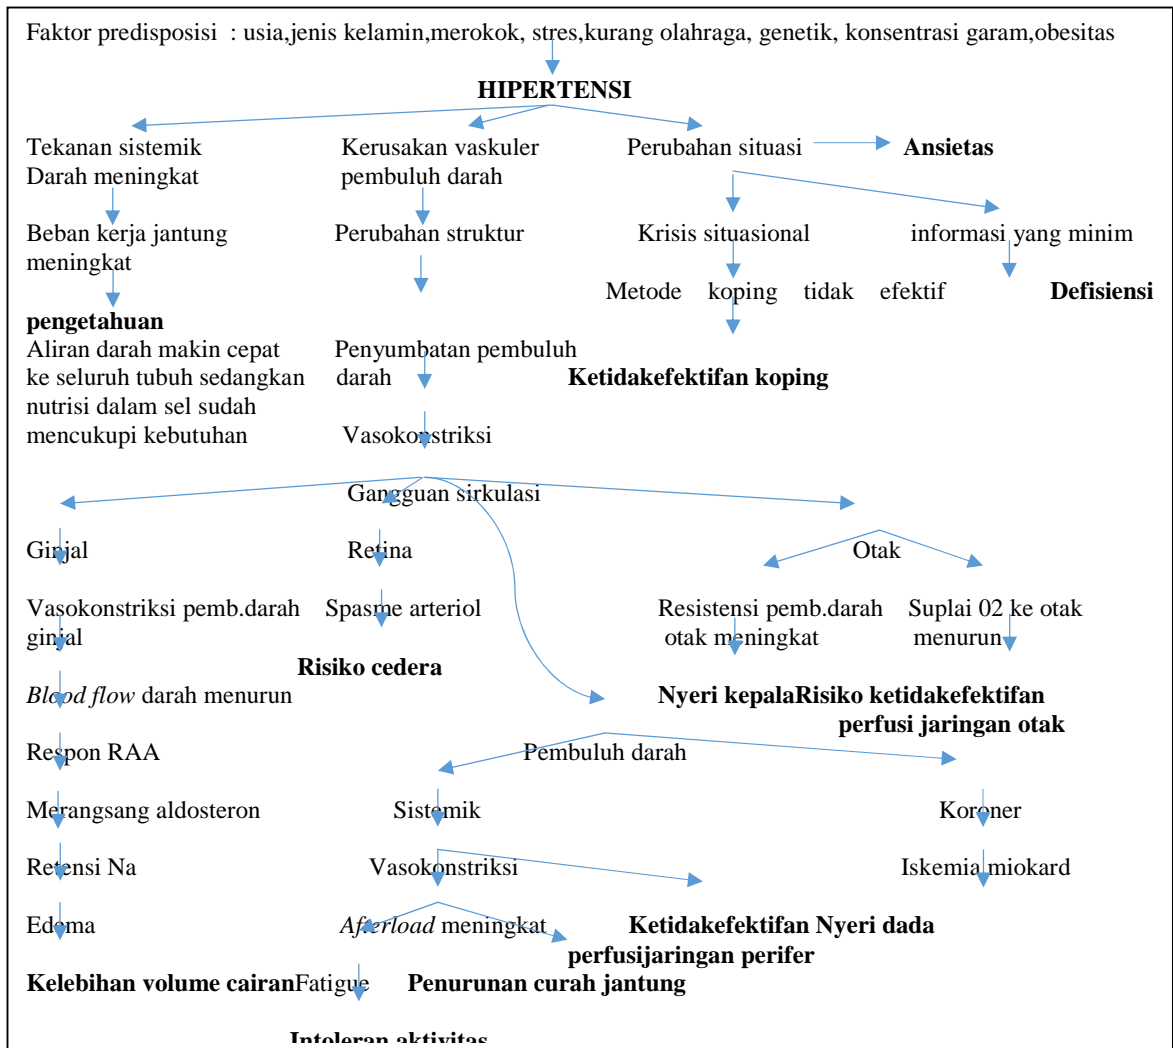 Faktor predisposisi : usia,jenis kelamin,merokok, stres,kurang olahraga, genetik, konsentrasi garam,obesitas
HIPERTENSI
Tekanan sistemik Kerusakan vaskuler Perubahan situasi Ansietas
Darah meningkat pembuluh darah
Beban kerja jantung Perubahan struktur Krisis situasional informasi yang minim
meningkat
Metode koping tidak efektif Defisiensi
pengetahuan
Aliran darah makin cepat Penyumbatan pembuluh
ke seluruh tubuh sedangkan darah Ketidakefektifan koping
nutrisi dalam sel sudah
mencukupi kebutuhan Vasokonstriksi
Gangguan sirkulasi
Ginjal Retina Otak
Vasokonstriksi pemb.darah Spasme arteriol Resistensi pemb.darah Suplai 02 ke otak
ginjal otak meningkat menurun
Risiko cedera
Blood flow darah menurun Nyeri kepalaRisiko ketidakefektifan
perfusi jaringan otak
Respon RAA Pembuluh darah
Merangsang aldosteron Sistemik Koroner
Retensi Na Vasokonstriksi Iskemia miokard
Edema Afterload meningkat Ketidakefektifan Nyeri dada
perfusijaringan perifer
Kelebihan volume cairanFatigue Penurunan curah jantung
Intoleran aktivitas